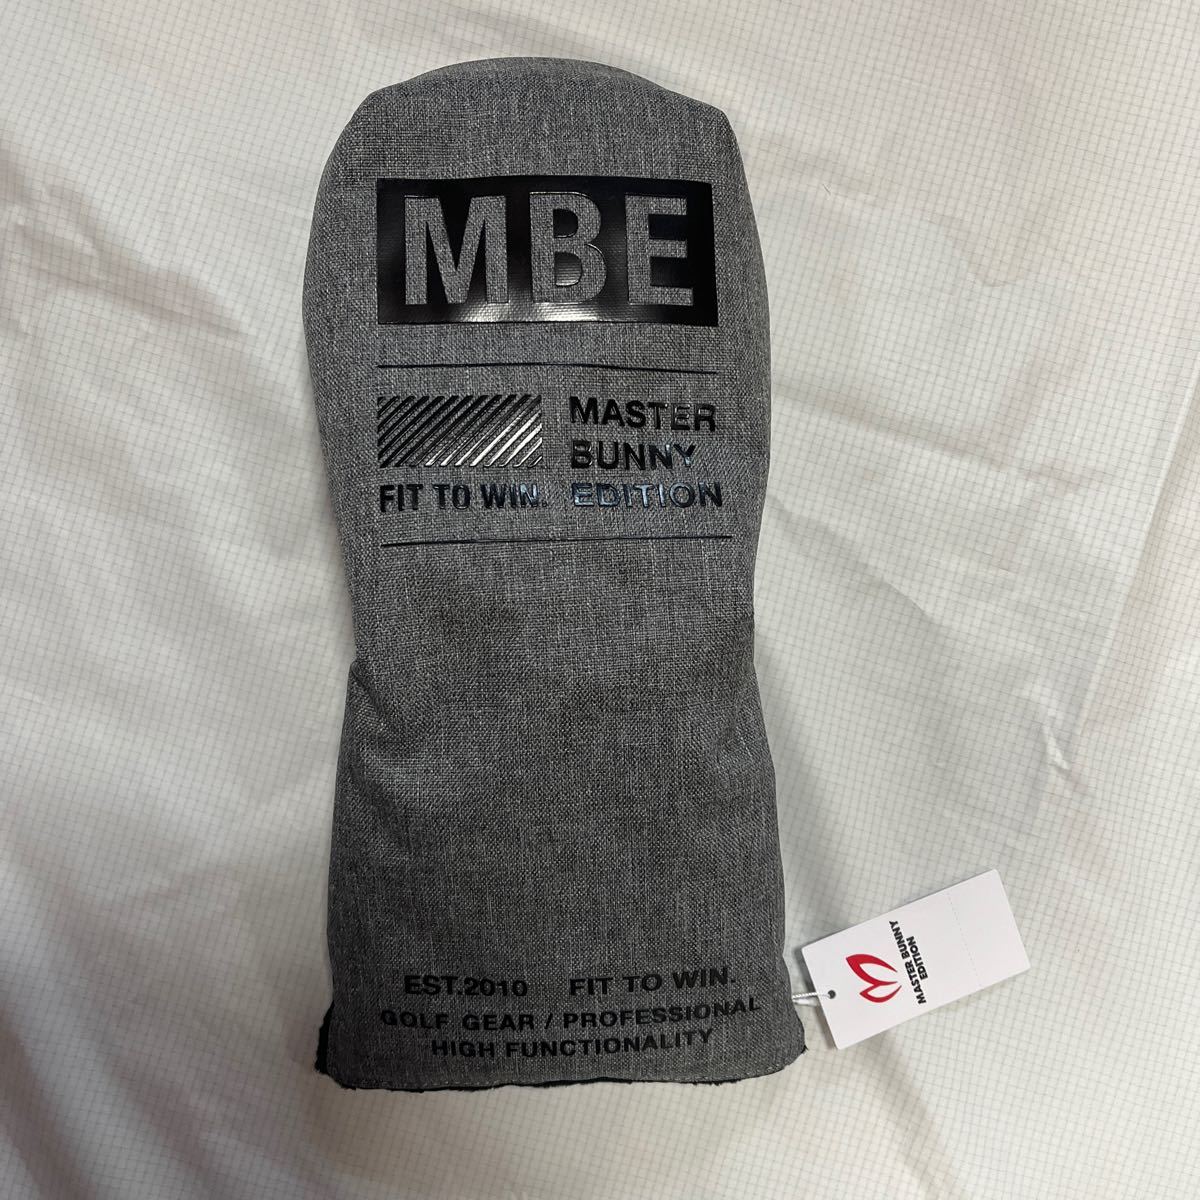 MBE
MASTER
BUNNY
FIT TO WIN. EDITION
EST.2010 FIT TO WIN.
GOLF GEAR / PROFESSIONAL
HIGH FUNCTIONALITY
MASTER BUNNY
EDITION